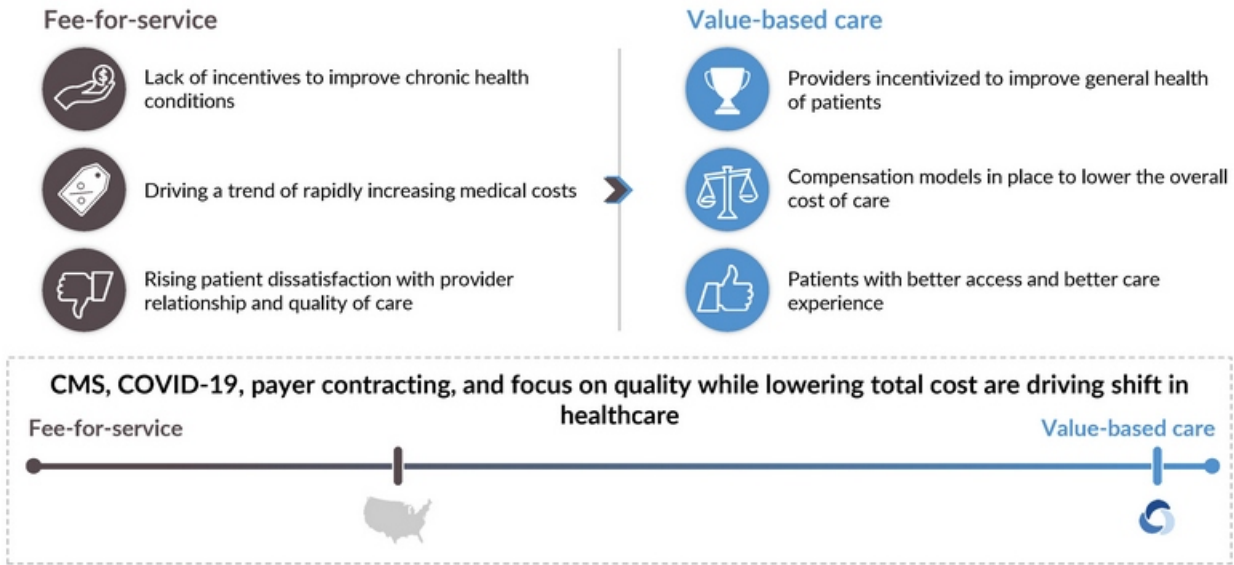 Fee-for-service
Lack of incentives to improve chronic health
conditions
Driving a trend of rapidly increasing medical costs
Rising patient dissatisfaction with provider
relationship and quality of care
Value-based care
Providers incentivized to improve general health
of patients
Compensation models in place to lower the overall
cost of care
Patients with better access and better care
experience
CMS, COVID-19, payer contracting, and focus on quality while lowering total cost are driving shift in
healthcare
Fee-for-service
Value-based care